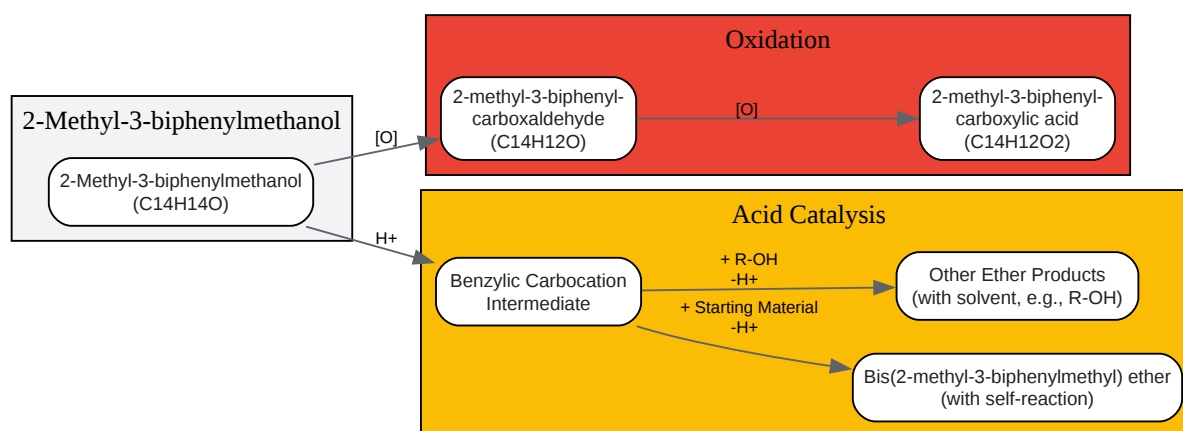 2-Methyl-3-biphenylmethanol
2-Methyl-3-biphenylmethanol
(C14H14O)
[O]
H+
Oxidation
2-methyl-3-biphenyl-
carboxaldehyde
(C14H12O)
[O]
2-methyl-3-biphenyl-
carboxylic acid
(C14H12O2)
Acid Catalysis
Benzylic Carbocation
Intermediate
+ R-OH
-H+
+ Starting Material
-H+
Other Ether Products
(with solvent, e.g., R-OH)
Bis(2-methyl-3-biphenylmethyl) ether
(with self-reaction)